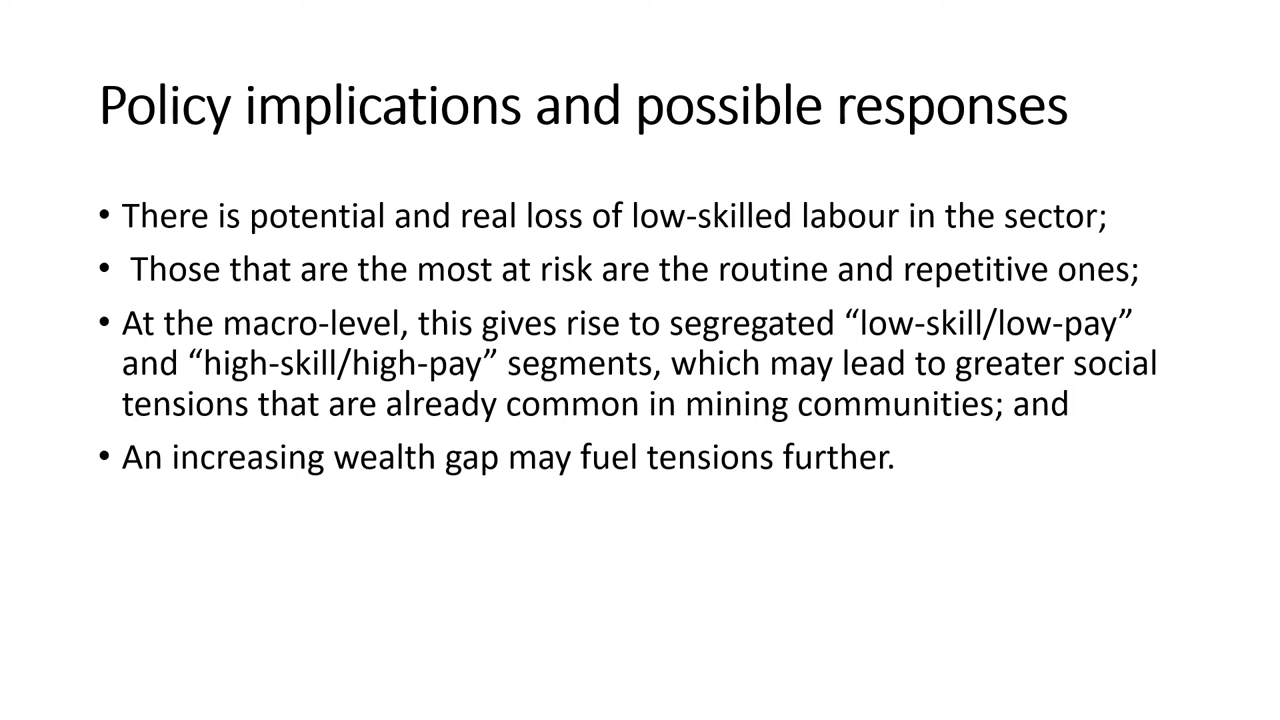 Policy implications and possible responses
• There is potential and real loss of low-skilled labour in the sector;
• Those that are the most at risk are the routine and repetitive ones;
• At the macro-level, this gives rise to segregated “low-skill/low-pay”
and “high-skill/high-pay” segments, which may lead to greater social
tensions that are already common in mining communities; and
• An increasing wealth gap may fuel tensions further.